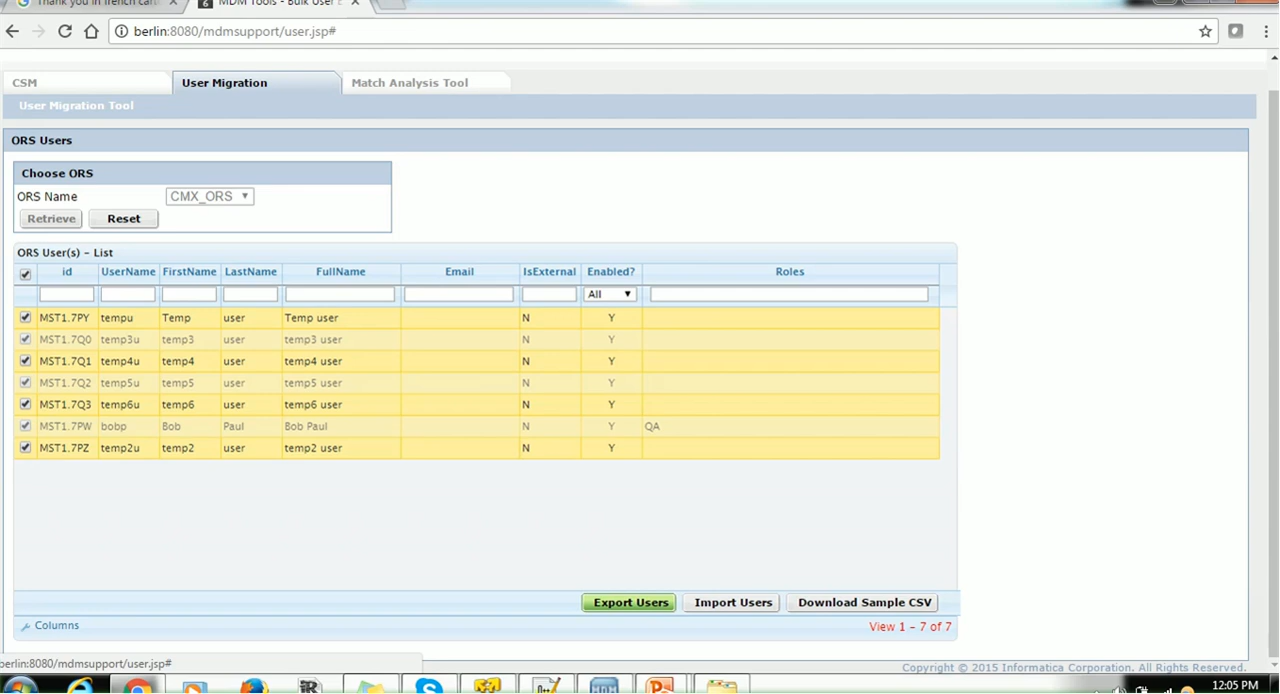 Thank you in french cart
MDM Tools - Bulk User E
berlin:8080/mdmsupport/user.jsp#
CSM User Migration Match Analysis Tool
User Migration Tool
ORS Users
Choose ORS
ORS Name CMX_ORS
Retrieve Reset
ORS User(s) - List
id UserName FirstName LastName FullName Email IsExternal Enabled? Roles
All
MST1.7PY tempu Temp user Temp user N Y
MST1.7Q0 temp3u temp3 user temp3 user N Y
MST1.7Q1 temp4u temp4 user temp4 user N Y
MST1.7Q2 temp5u temp5 user temp5 user N Y
MST1.7Q3 temp6u temp6 user temp6 user N Y
MST1.7PW bobp Bob Paul Bob Paul N Y QA
MST1.7PZ temp2u temp2 user temp2 user N Y
Export Users Import Users Download Sample CSV
Columns View 1 - 7 of 7
berlin:8080/mdmsupport/user.jsp#
Copyright © 2015 Informatica Corporation. All Rights Reserved.
12:05 PM